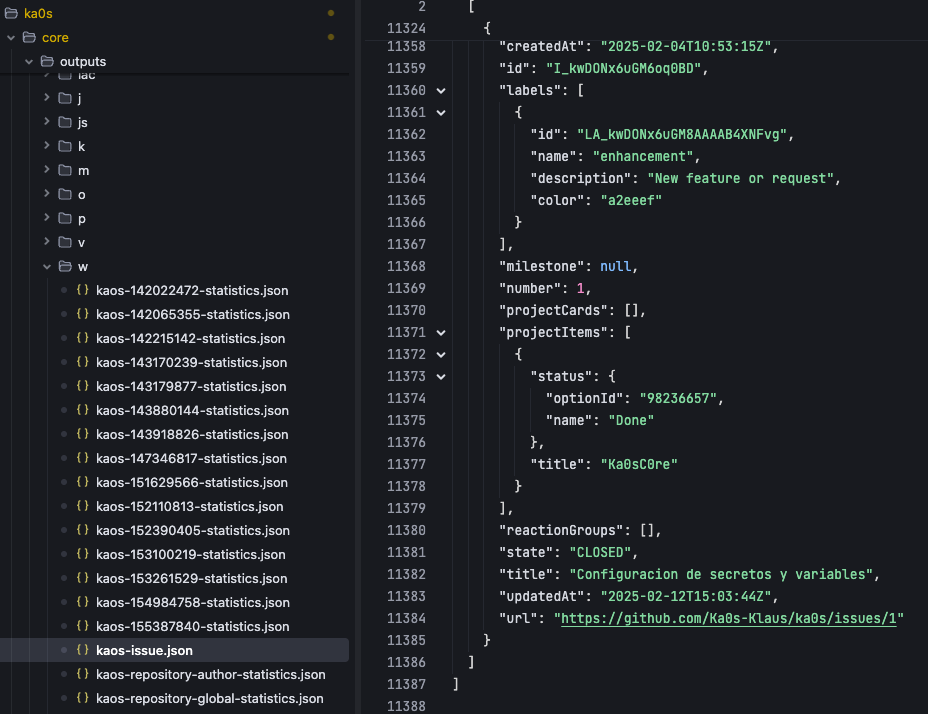 ka0s
core
outputs
iac
j
js
k
m
o
p
v
w
{} kaos-142022472-statistics.json
{} kaos-142065355-statistics.json
{} kaos-142215142-statistics.json
{} kaos-143170239-statistics.json
{} kaos-143179877-statistics.json
{} kaos-143880144-statistics.json
{} kaos-143918826-statistics.json
{} kaos-147346817-statistics.json
{} kaos-151629566-statistics.json
{} kaos-152110813-statistics.json
{} kaos-152390405-statistics.json
{} kaos-153100219-statistics.json
{} kaos-153261529-statistics.json
{} kaos-154984758-statistics.json
{} kaos-155387840-statistics.json
{} kaos-issue.json
{} kaos-repository-author-statistics.json
{} kaos-repository-global-statistics.json
2 [
11324 {
11358 "createdAt": "2025-02-04T10:53:15Z",
11359 "id": "I_kwDONx6uGM6oq0BD",
11360 "labels": [
11361 {
11362 "id": "LA_kwDONx6uGM8AAAAB4XNFvg",
11363 "name": "enhancement",
11364 "description": "New feature or request",
11365 "color": "a2eeef"
11366 }
11367 ],
11368 "milestone": null,
11369 "number": 1,
11370 "projectCards": [],
11371 "projectItems": [
11372 {
11373 "status": {
11374 "optionId": "98236657",
11375 "name": "Done"
11376 },
11377 "title": "Ka0sC0re"
11378 }
11379 ],
11380 "reactionGroups": [],
11381 "state": "CLOSED",
11382 "title": "Configuracion de secretos y variables",
11383 "updatedAt": "2025-02-12T15:03:44Z",
11384 "url": "https://github.com/Ka0s-Klaus/ka0s/issues/1"
11385 }
11386 ]
11387 ]
11388